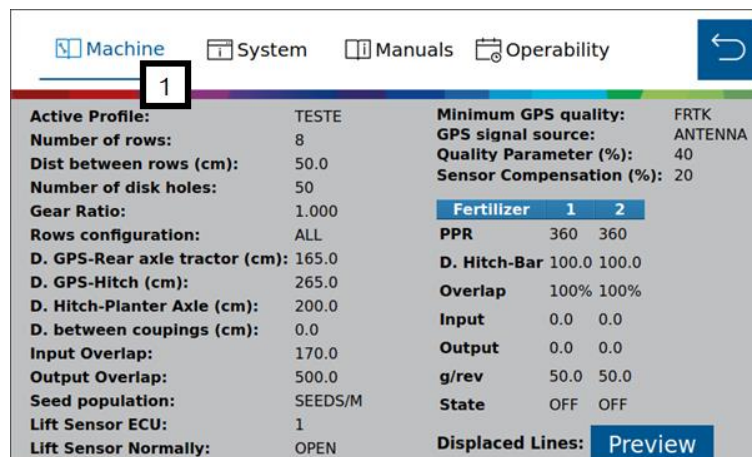 Machine System Manuals Operability
1
Active Profile: TESTE
Number of rows: 8
Dist between rows (cm): 50.0
Number of disk holes: 50
Gear Ratio: 1.000
Rows configuration: ALL
D. GPS-Rear axle tractor (cm): 165.0
D. GPS-Hitch (cm): 265.0
D. Hitch-Planter Axle (cm): 200.0
D. between coupings (cm): 0.0
Input Overlap: 170.0
Output Overlap: 500.0
Seed population: SEEDS/M
Lift Sensor ECU: 1
Lift Sensor Normally: OPEN
Minimum GPS quality: FRTK
GPS signal source: ANTENNA
Quality Parameter (%): 40
Sensor Compensation (%): 20
Fertilizer 1 2
PPR 360 360
D. Hitch-Bar 100.0 100.0
Overlap 100% 100%
Input 0.0 0.0
Output 0.0 0.0
g/rev 50.0 50.0
State OFF OFF
Displaced Lines: Preview